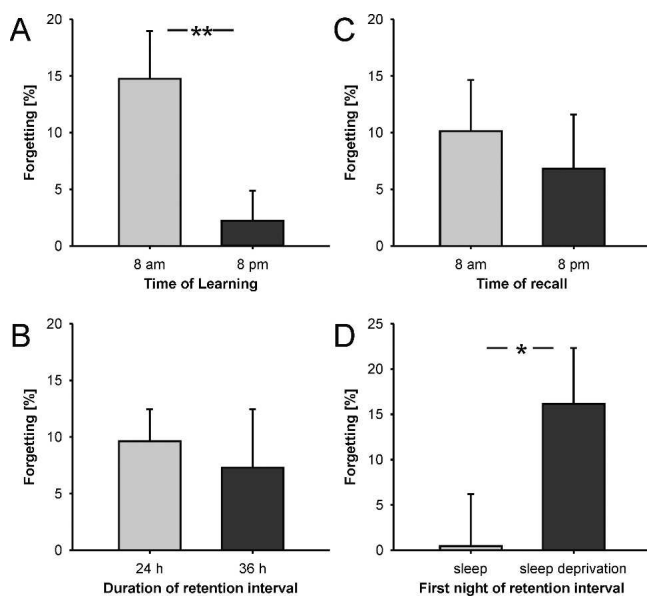 A
Forgetting [%]
20
15
10
5
0
**
8 am
8 pm
Time of Learning
C
Forgetting [%]
20
15
10
5
0
8 am
8 pm
Time of recall
B
Forgetting [%]
20
15
10
5
0
24 h
36 h
Duration of retention interval
D
Forgetting [%]
25
20
15
10
5
0
*
sleep
sleep deprivation
First night of retention interval